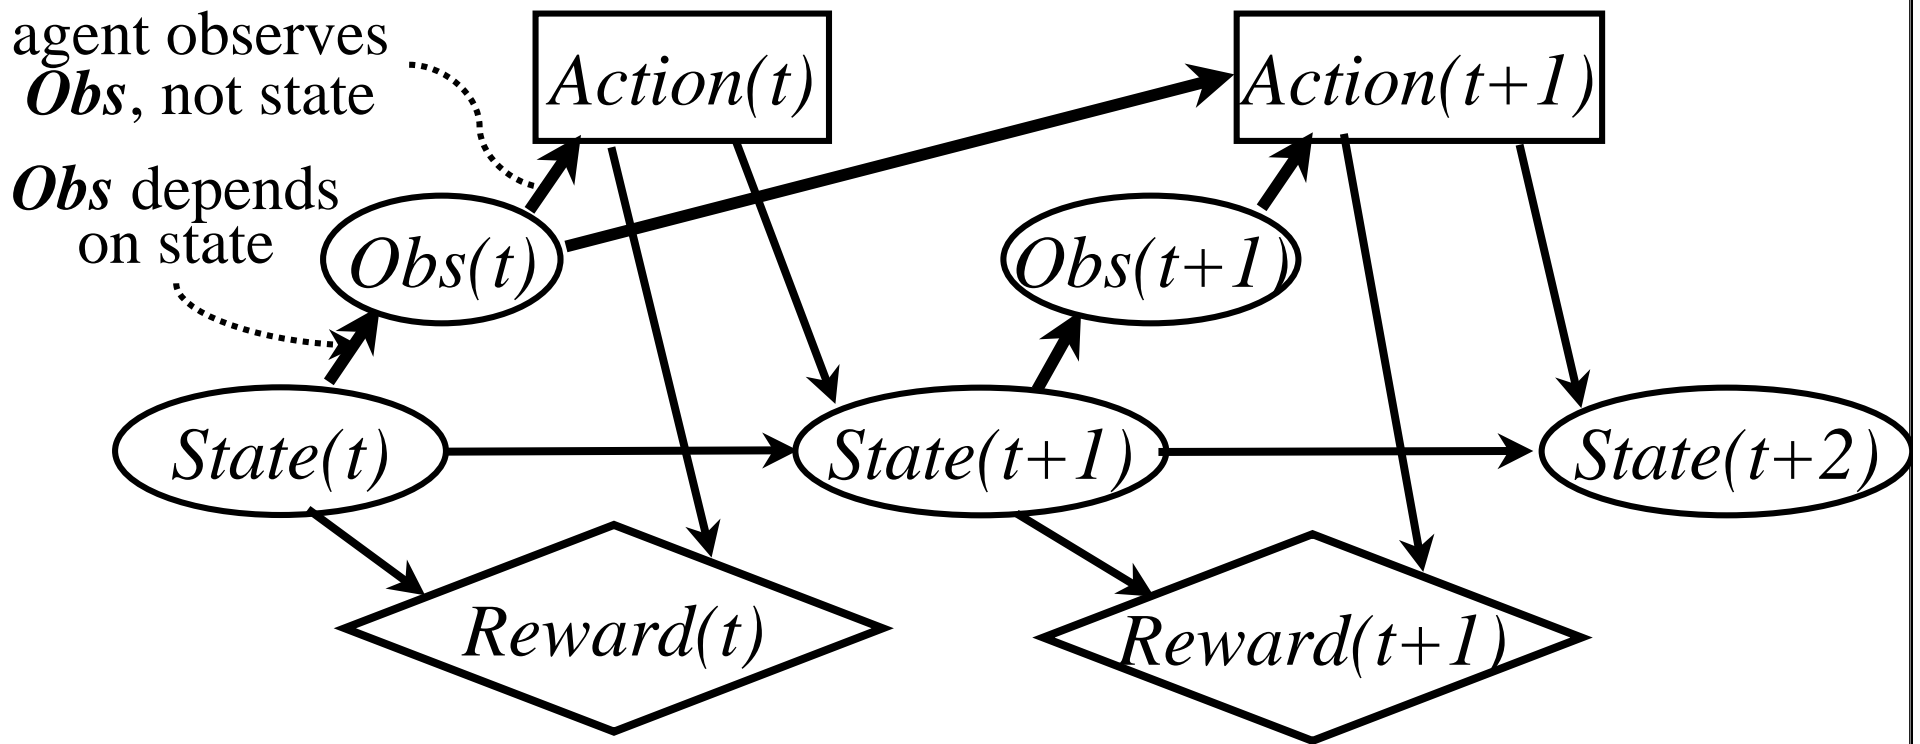 agent observes
Obs, not state
Obs depends
on state
Action(t)
Action(t+1)
Obs(t)
Obs(t+1)
State(t)
State(t+1)
State(t+2)
Reward(t)
Reward(t+1)